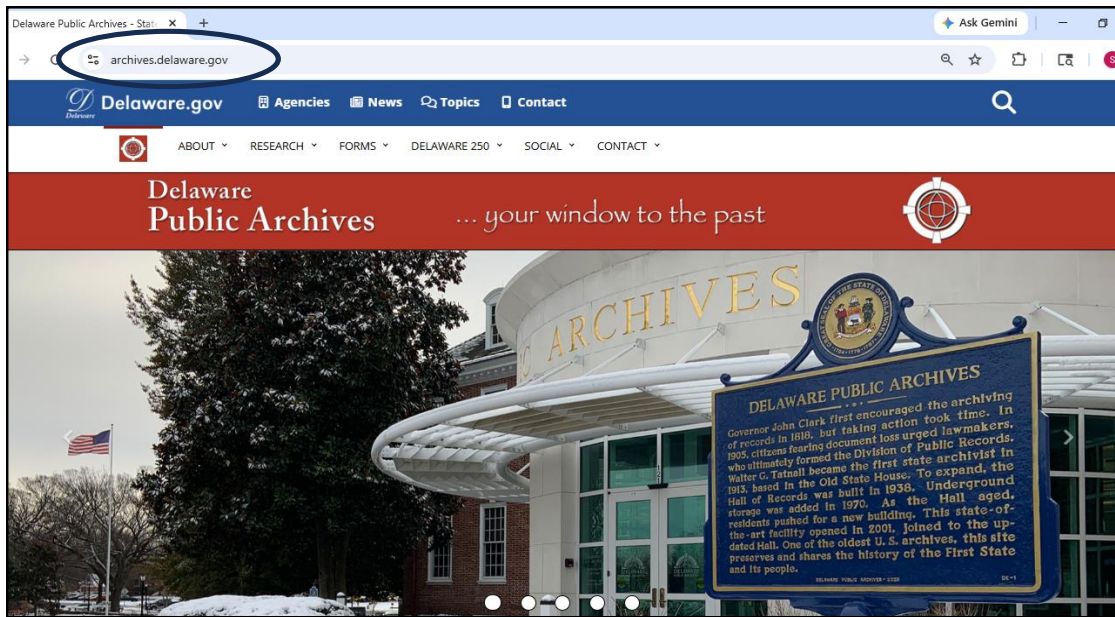 Delaware Public Archives - Stat
Ask Gemini
archives.delaware.gov
Delaware
Delaware.gov
Agencies
News
Topics
Contact
ABOUT
RESEARCH
FORMS
DELAWARE 250
SOCIAL
CONTACT
Delaware
Public Archives
... your window to the past
ARCHIVES
DELAWARE PUBLIC ARCHIVES
Governor John Clark first encouraged the archiving
of records in 1818, but taking action took time. In
1905, citizens fearing document loss urged lawmakers,
who ultimately formed the Division of Public Records.
Walter G. Tatnall became the first state archivist in
1913, based in the Old State House. To expand, the
Hall of Records was built in 1938. Underground
storage was added in 1970. As the Hall aged,
residents pushed for a new building. This state-of-
the-art facility opened in 2001, joined to the up-
dated Hall. One of the oldest U.S. archives, this site
preserves and shares the history of the First State
and its people.
DELAWARE PUBLIC ARCHIVES